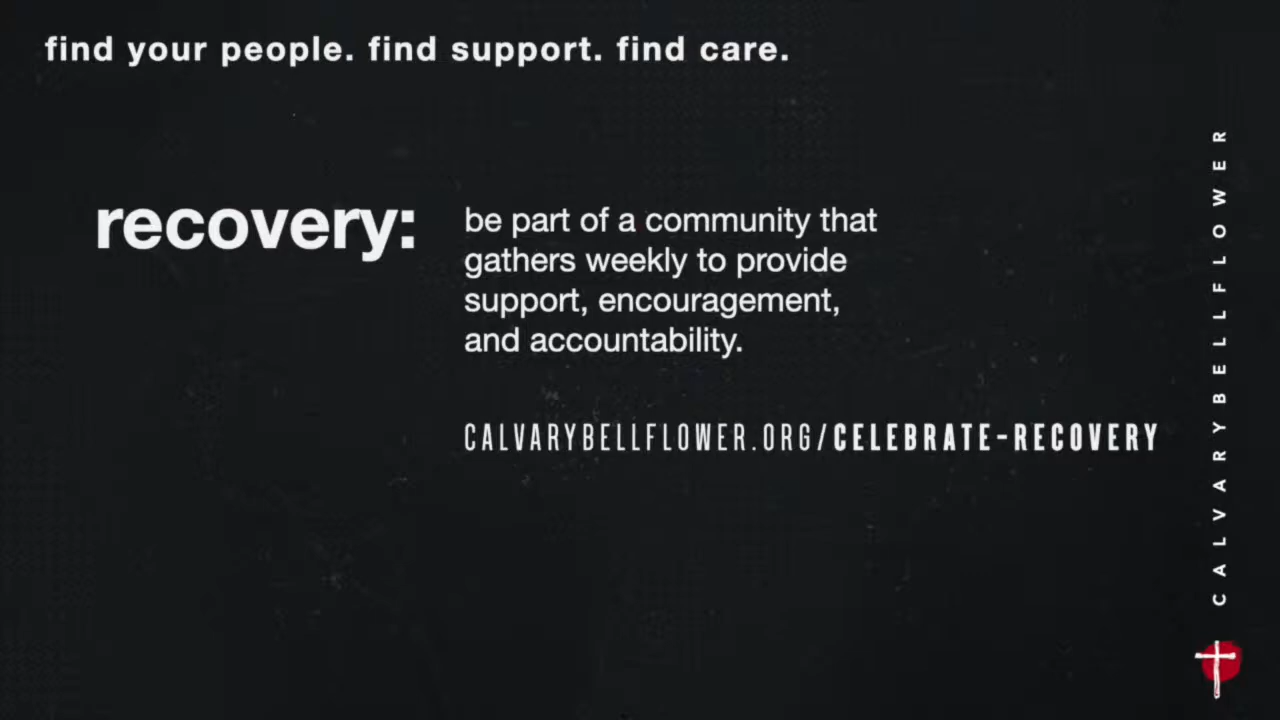 find your people. find support. find care.
recovery:
be part of a community that
gathers weekly to provide
support, encouragement,
and accountability.
CALVARYBELLFLOWER.ORG/CELEBRATE-RECOVERY
CALVARYBELLFLOWER